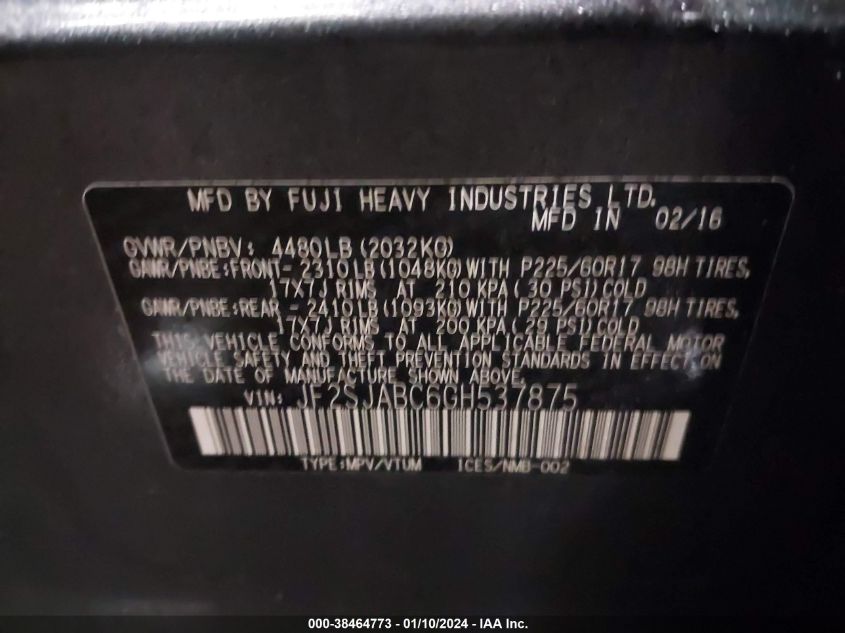 MFD BY FUJI HEAVY INDUSTRIES LTD.
MFD IN 02/16
GVWR/PNBV: 4480LB(2032KG)
GAWR/PNBE:FRONT- 2310LB(1048KG)WITH P225/60R17 98H TIRES,
17X7J RIMS AT 210 KPA(30 PSI)COLD
GAWR/PNBE:REAR - 2410LB(1093KG)WITH P225/60R17 98H TIRES,
17X7J RIMS AT 200 KPA(29 PSI)COLD
THIS VEHICLE CONFORMS TO ALL APPLICABLE FEDERAL MOTOR
VEHICLE SAFETY AND THEFT PREVENTION STANDARDS IN EFFECT ON
THE DATE OF MANUFACTURE SHOWN ABOVE.
VIN: JF2SJABC6GH537875
TYPE:MPV/VTUM ICES/NMB-002
000-38464773 - 01/10/2024 - IAA Inc.